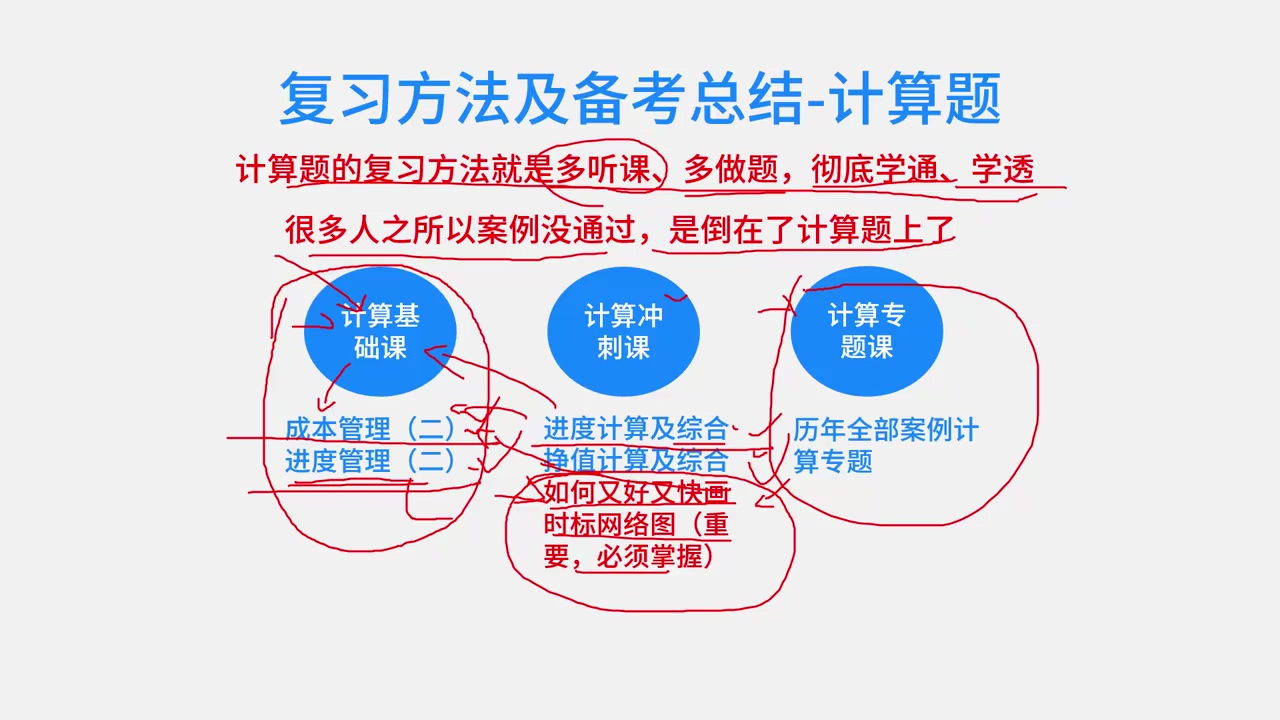 复习方法及备考总结-计算题
计算题的复习方法就是多听课、多做题，彻底学通、学透
很多人之所以案例没通过，是倒在了计算题上了
计算基
础课
成本管理（二）
进度管理（二）
计算冲
刺课
进度计算及综合
挣值计算及综合
如何又好又快画
时标网络图（重
要，必须掌握）
计算专
题课
历年全部案例计
算专题